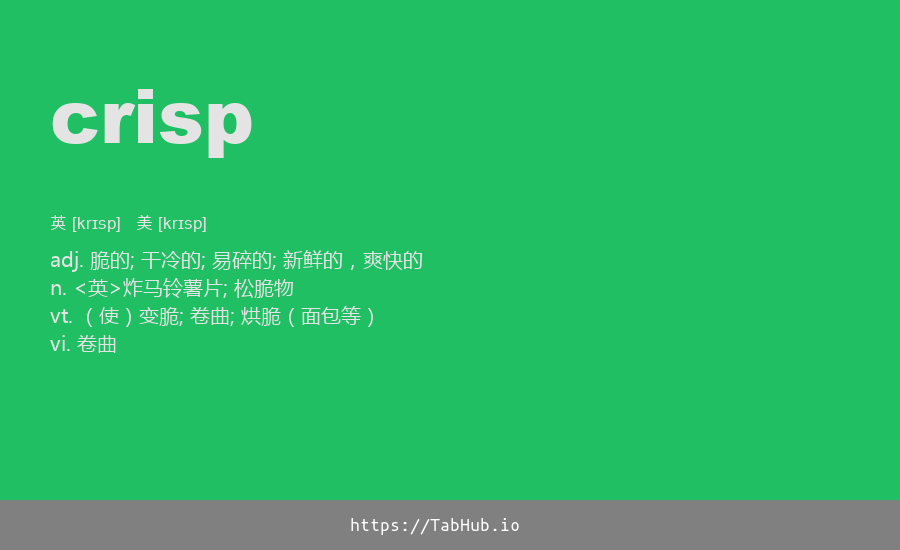 crisp
英 [krɪsp] 美 [krɪsp]
adj. 脆的; 干冷的; 易碎的; 新鲜的，爽快的
n. <英>炸马铃薯片; 松脆物
vt. （使）变脆; 卷曲; 烘脆（面包等）
vi. 卷曲
https://TabHub.io